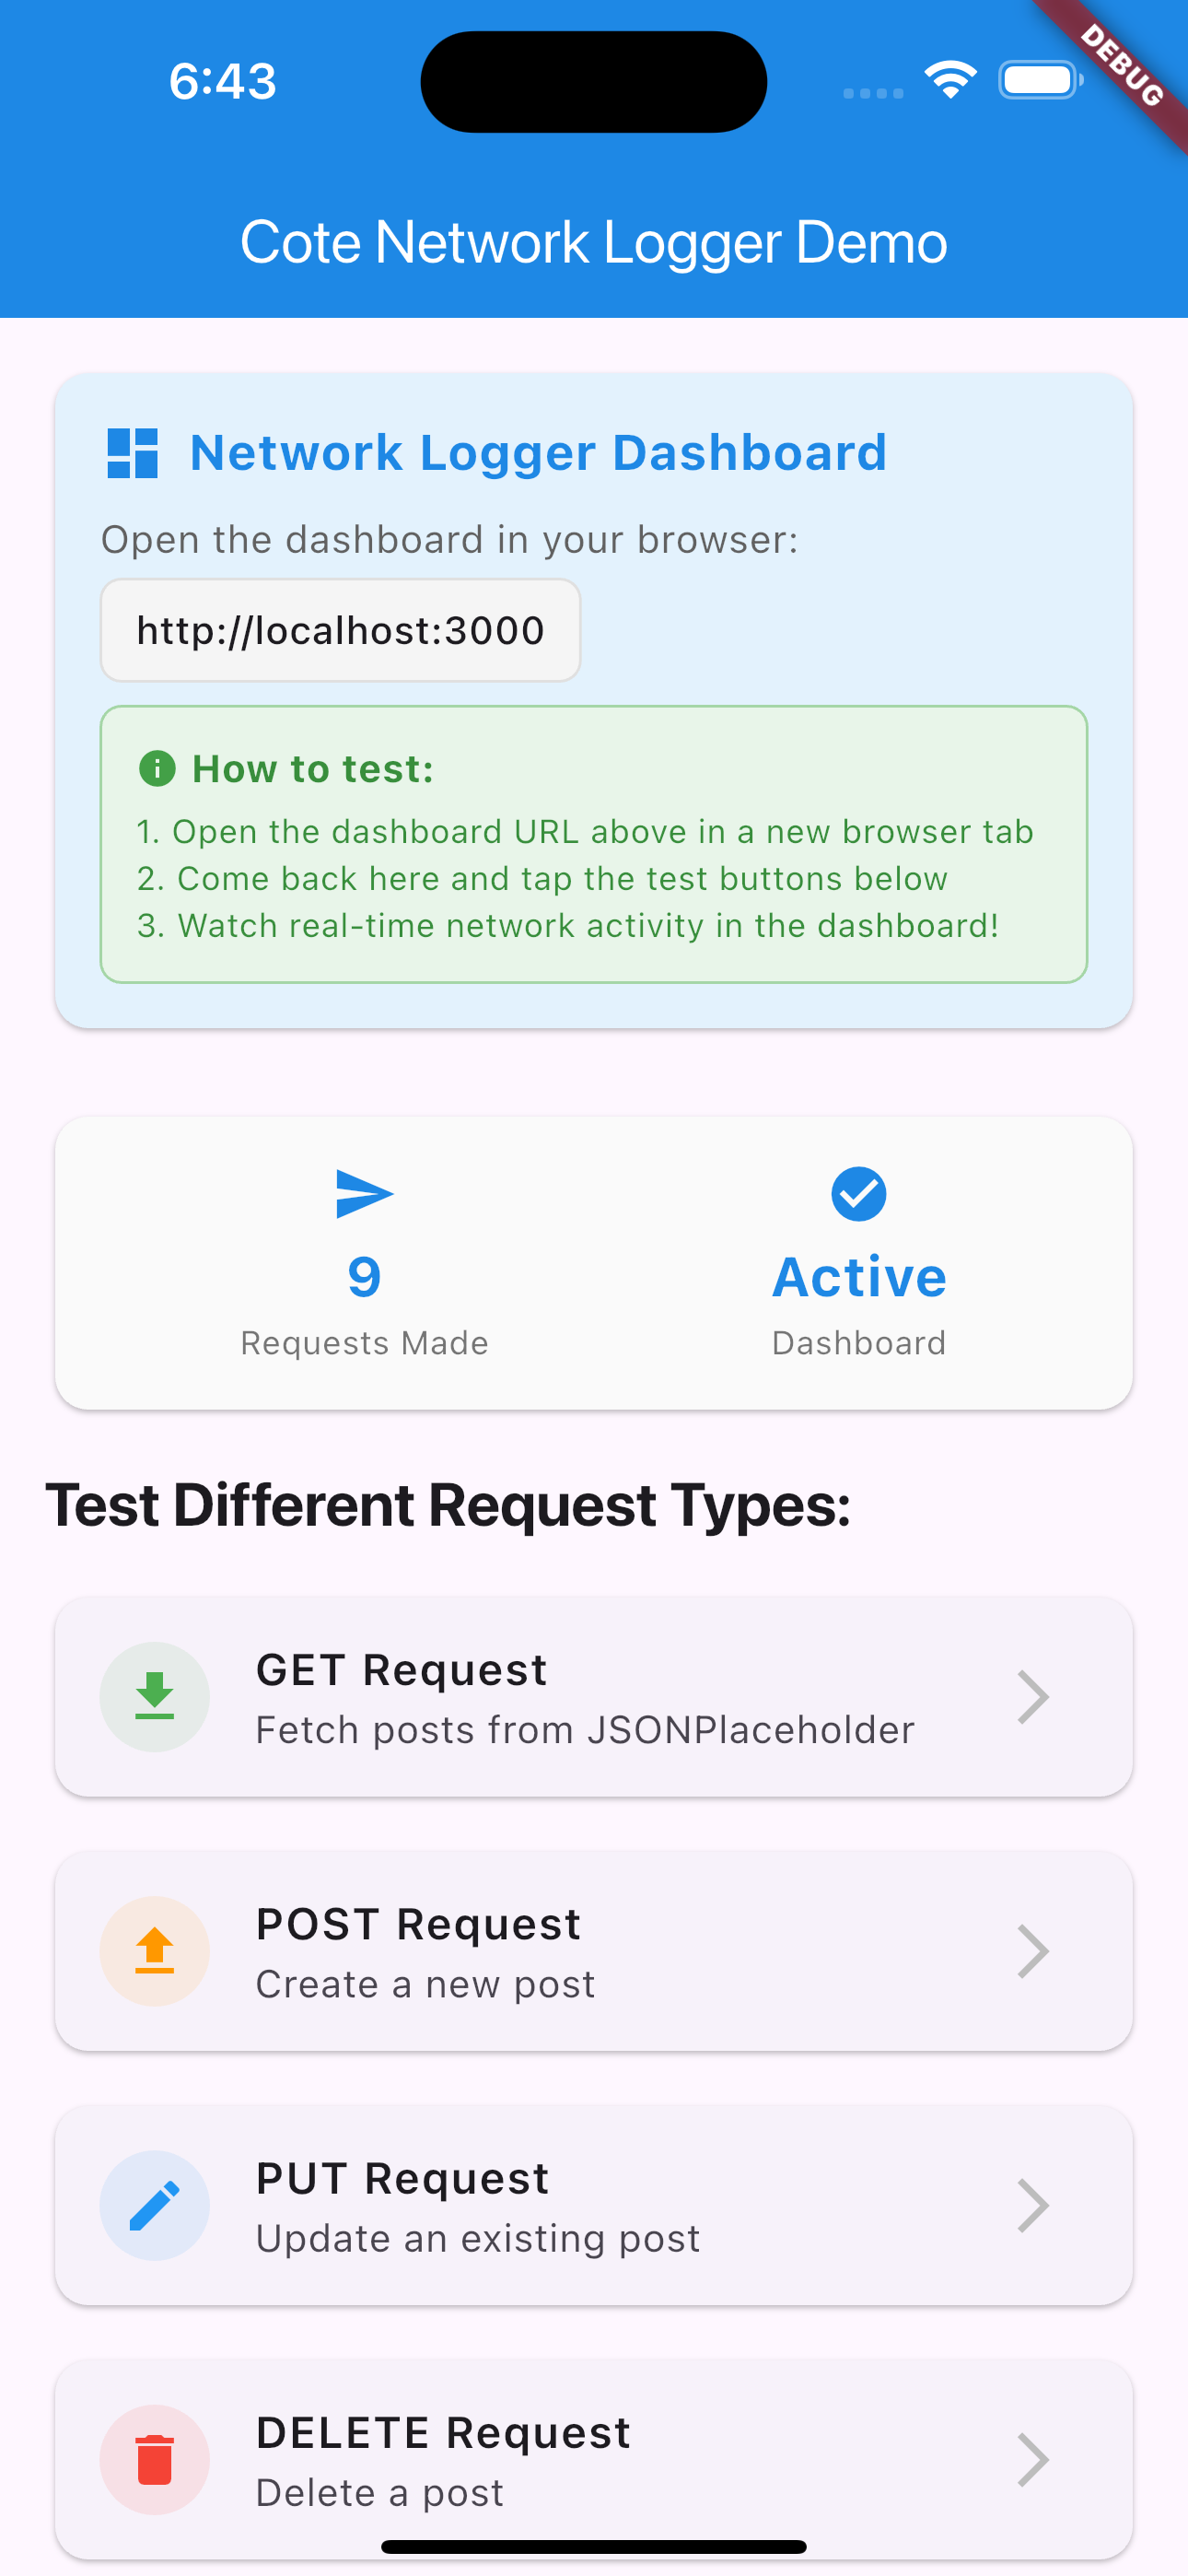 6:43
DEBUG
Cote Network Logger Demo
Network Logger Dashboard
Open the dashboard in your browser:
http://localhost:3000
How to test:
1. Open the dashboard URL above in a new browser tab
2. Come back here and tap the test buttons below
3. Watch real-time network activity in the dashboard!
9
Requests Made
Active
Dashboard
Test Different Request Types:
GET Request
Fetch posts from JSONPlaceholder
POST Request
Create a new post
PUT Request
Update an existing post
DELETE Request
Delete a post